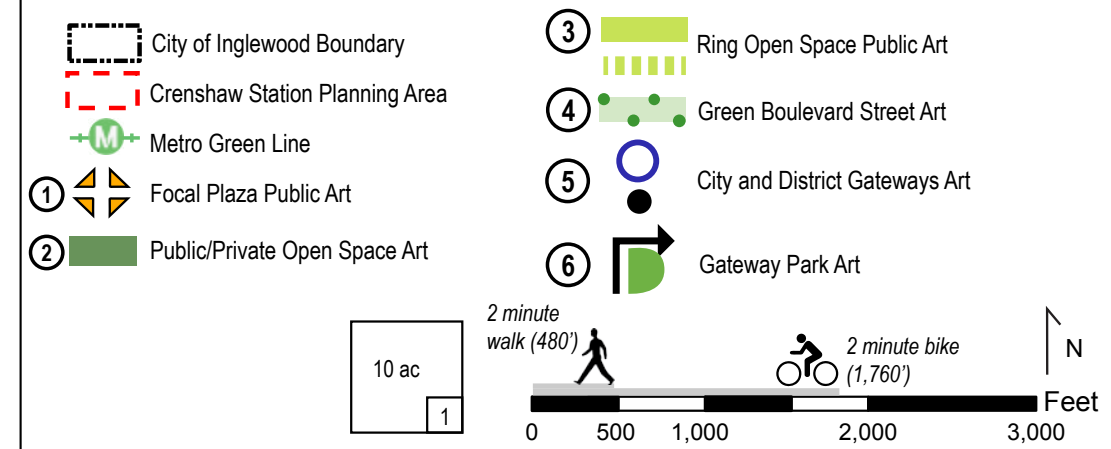 City of Inglewood Boundary
Crenshaw Station Planning Area
M Metro Green Line
1 Focal Plaza Public Art
2 Public/Private Open Space Art
3 Ring Open Space Public Art
4 Green Boulevard Street Art
5 City and District Gateways Art
6 Gateway Park Art
10 ac
1
2 minute
walk (480')
2 minute bike
(1,760')
N
Feet
0 500 1,000 2,000 3,000